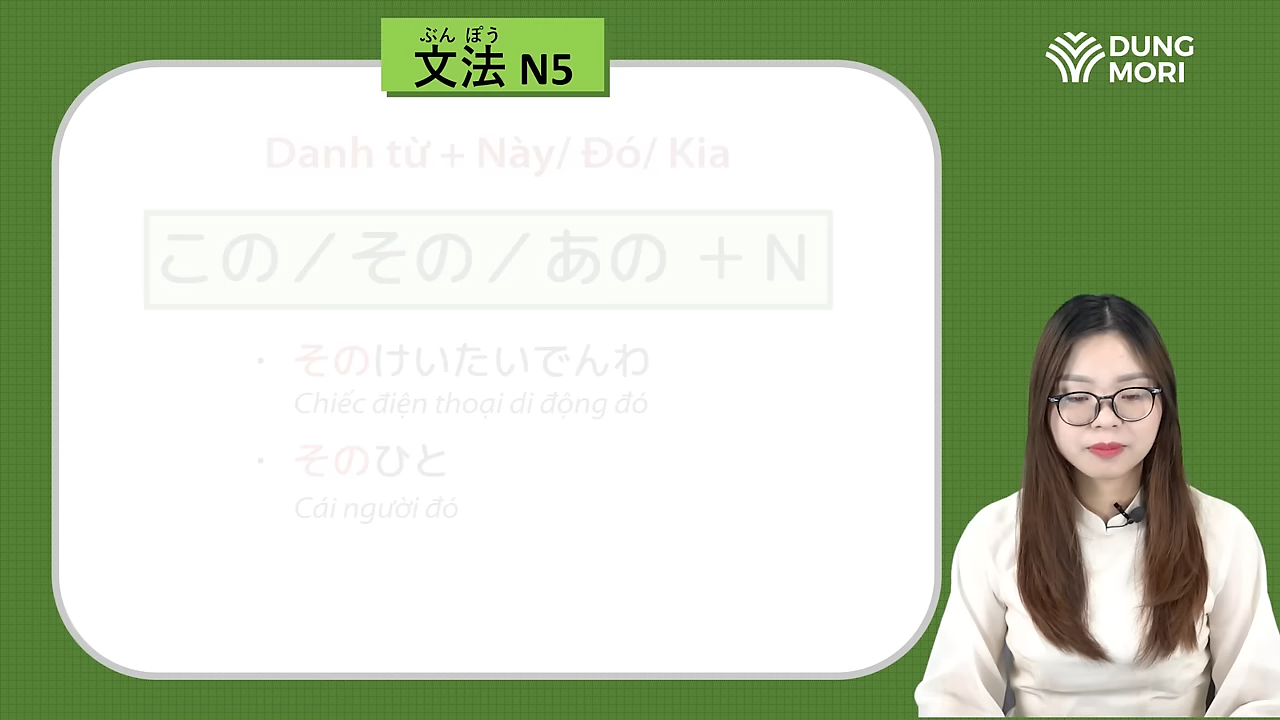 ぶん ぽう
文法 N5
DUNG
MORI
Danh từ + Này/ Đó/ Kia
この／その／あの ＋N
・ そのけいたいでんわ
Chiếc điện thoại di động đó
・ そのひと
Cái người đó